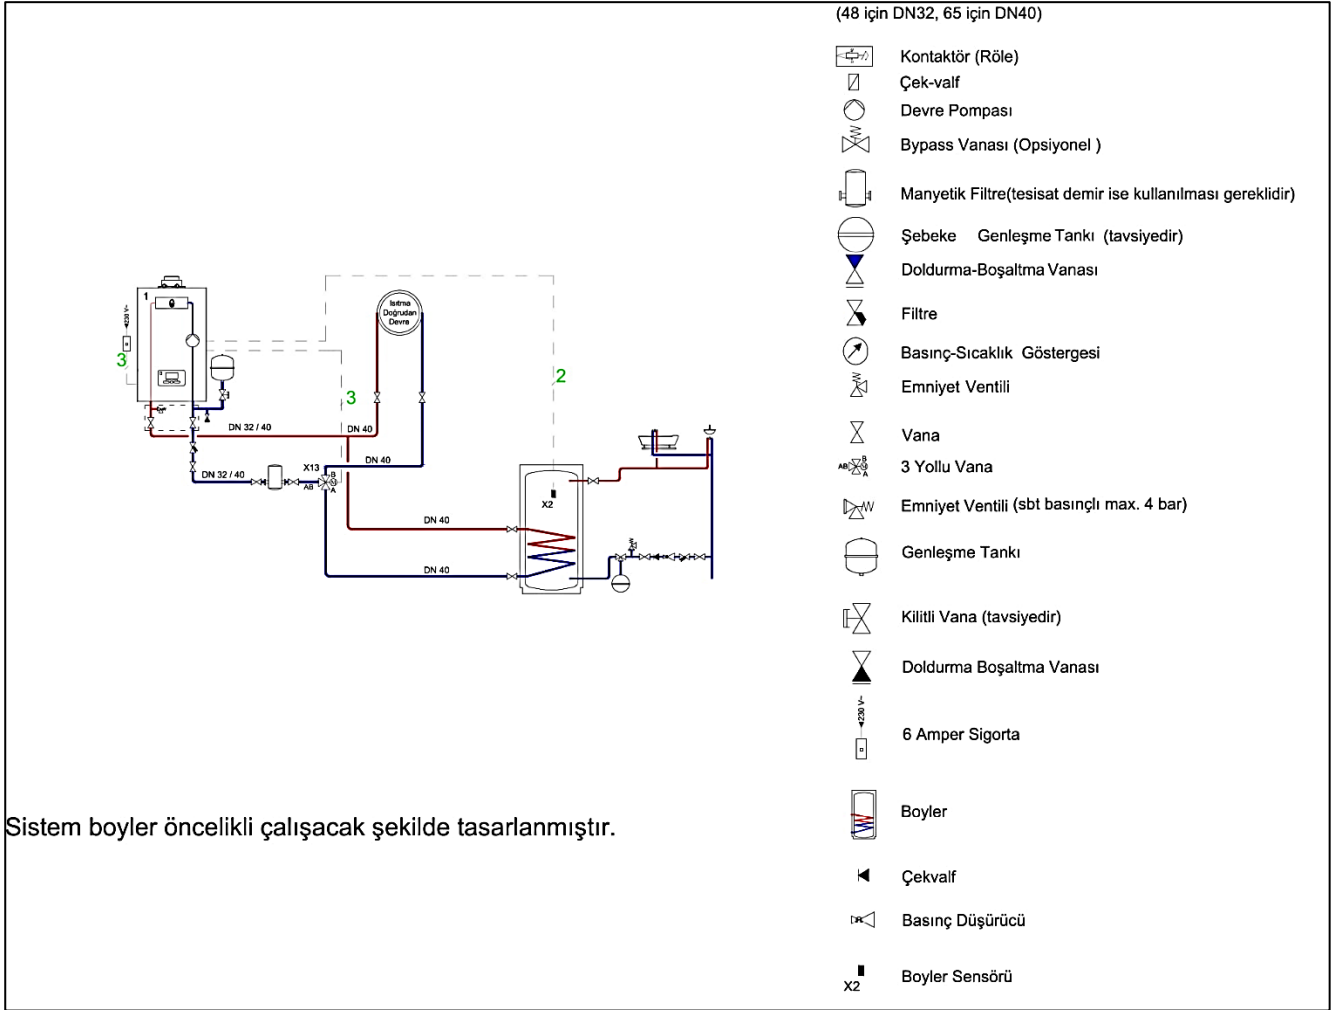 (48 için DN32, 65 için DN40)
Kontaktör (Röle)
Çek-valf
Devre Pompası
Bypass Vanası (Opsiyonel )
Manyetik Filtre(tesisat demir ise kullanılması gereklidir)
Şebeke Genleşme Tankı (tavsiyedir)
Doldurma-Boşaltma Vanası
Filtre
Basınç-Sıcaklık Göstergesi
Emniyet Ventili
Vana
AB B M A 3 Yollu Vana
Emniyet Ventili (sbt basınçlı max. 4 bar)
Genleşme Tankı
Kilitli Vana (tavsiyedir)
Doldurma Boşaltma Vanası
230 V~
6 Amper Sigorta
Boyler
Çekvalf
Basınç Düşürücü
X2 Boyler Sensörü
1
230 V~
3
Isıtma
Doğrudan
Devre
2
3
DN 32 / 40
DN 40
DN 40
DN 32 / 40
X13
B
M
AB
A
X2
DN 40
DN 40
Sistem boyler öncelikli çalışacak şekilde tasarlanmıştır.